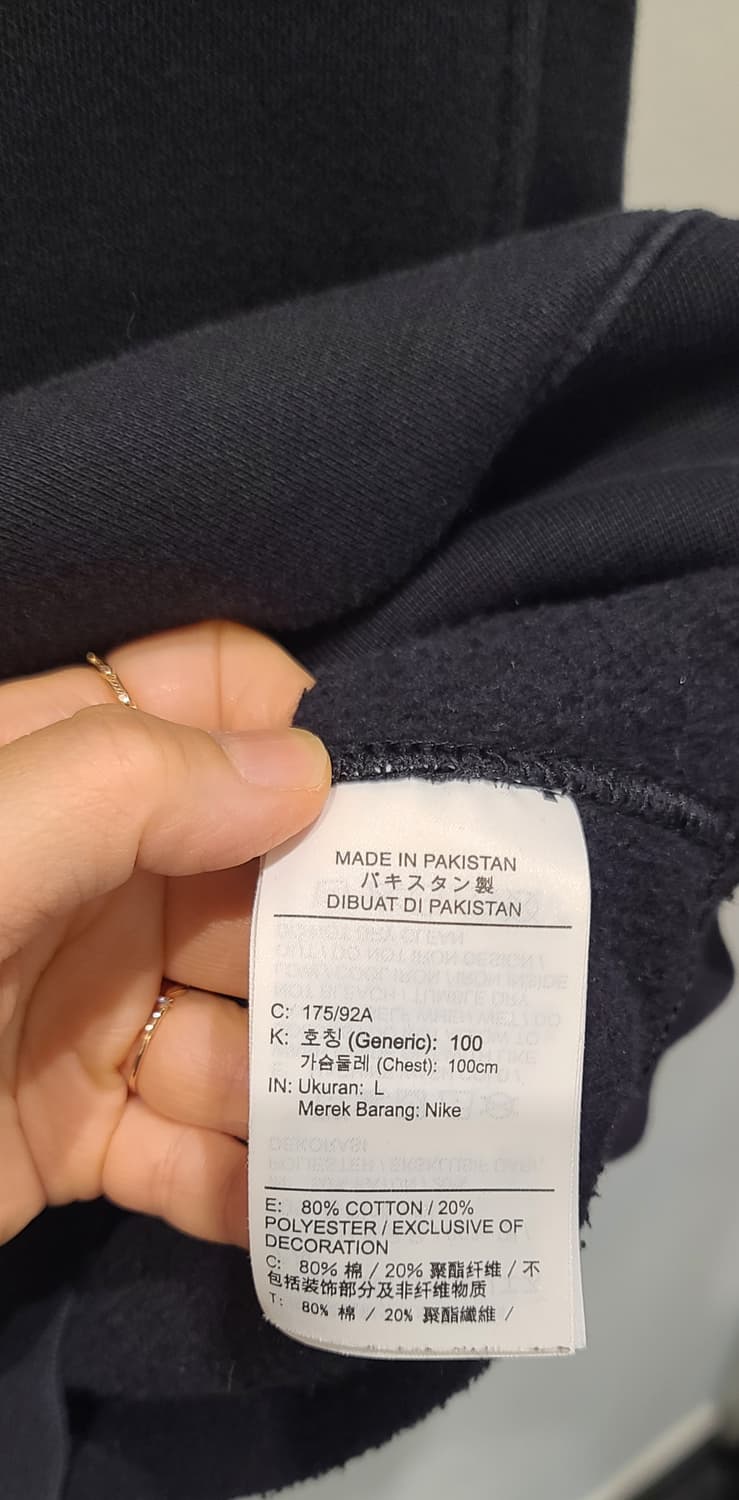 MADE IN PAKISTAN
パキスタン製
DIBUAT DI PAKISTAN
C: 175/92A
K: 호칭 (Generic): 100
가슴둘레 (Chest): 100cm
IN: Ukuran: L
Merek Barang: Nike
E: 80% COTTON / 20%
POLYESTER / EXCLUSIVE OF
DECORATION
C: 80% 棉 / 20% 聚酯纤维 / 不
包括装饰部分及非纤维物质
T: 80% 棉 / 20% 聚酯纖維 /